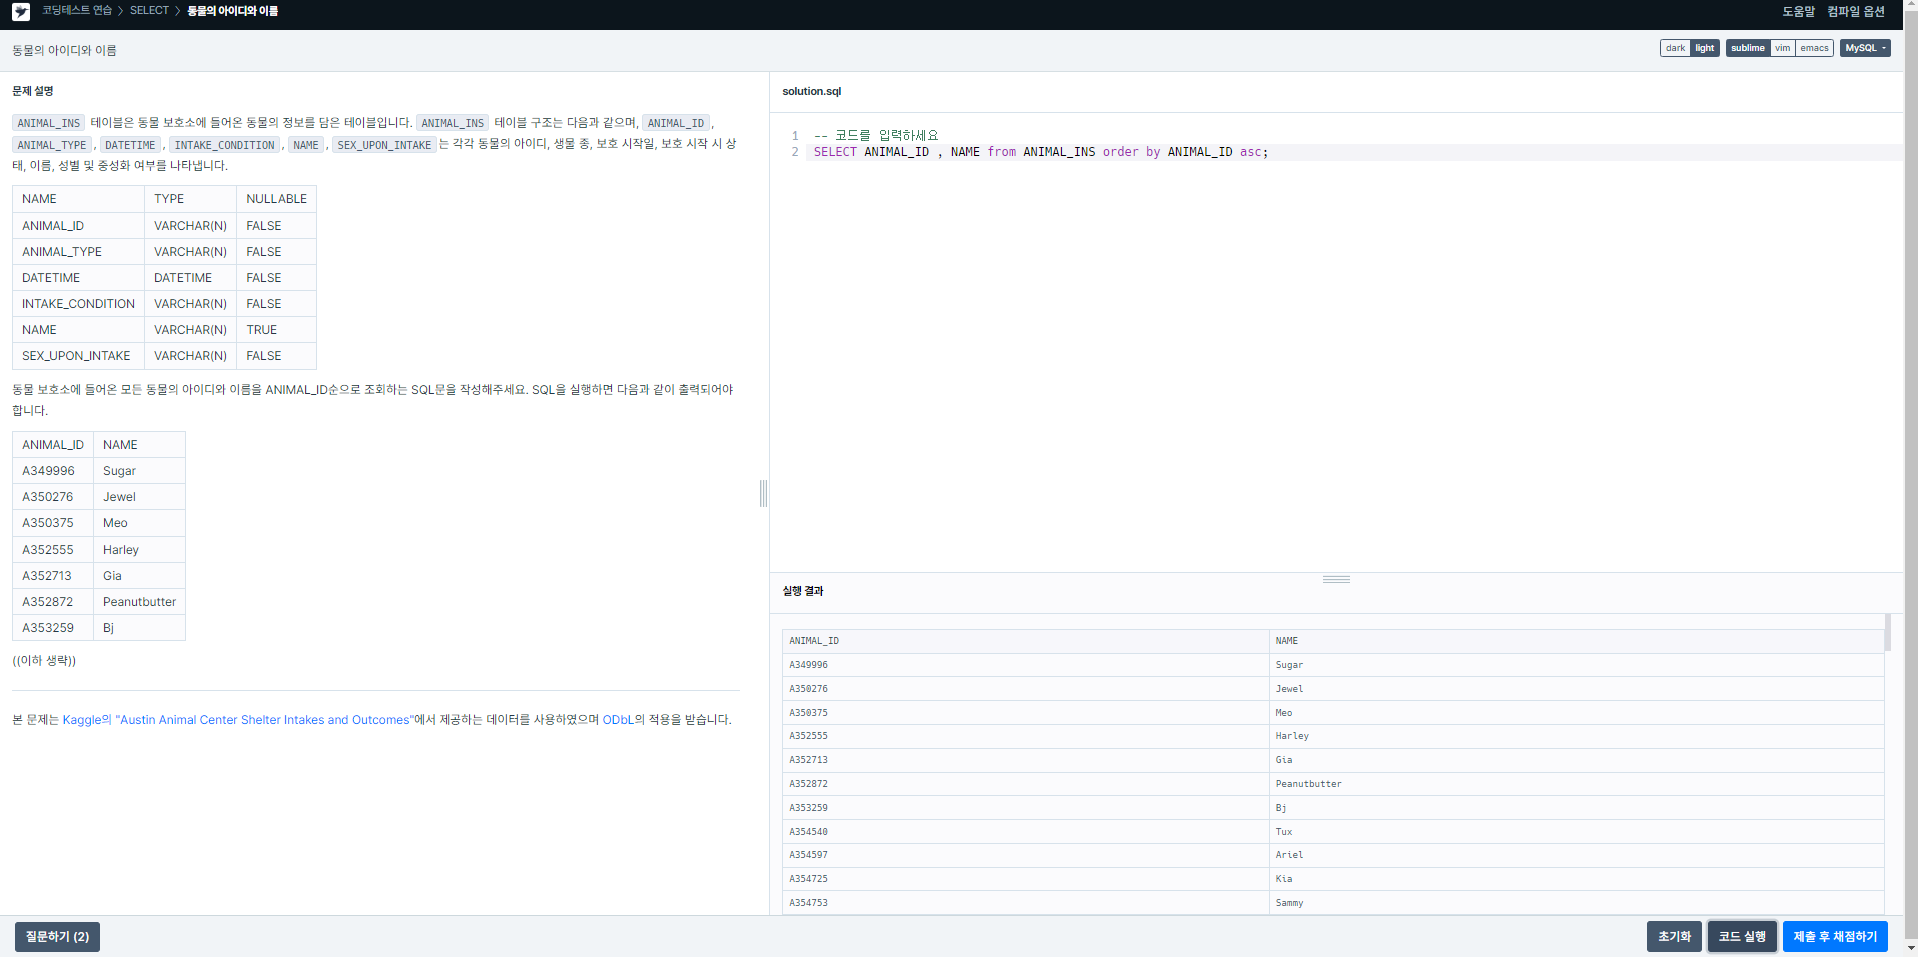 코딩테스트 연습 > SELECT > 동물의 아이디와 이름
도움말 컴파일 옵션
동물의 아이디와 이름
dark light sublime vim emacs MySQL
문제 설명
ANIMAL_INS 테이블은 동물 보호소에 들어온 동물의 정보를 담은 테이블입니다. ANIMAL_INS 테이블 구조는 다음과 같으며, ANIMAL_ID,
ANIMAL_TYPE, DATETIME, INTAKE_CONDITION, NAME, SEX_UPON_INTAKE는 각각 동물의 아이디, 생물 종, 보호 시작일, 보호 시작 시 상
태, 이름, 성별 및 중성화 여부를 나타냅니다.
NAME TYPE NULLABLE
ANIMAL_ID VARCHAR(N) FALSE
ANIMAL_TYPE VARCHAR(N) FALSE
DATETIME DATETIME FALSE
INTAKE_CONDITION VARCHAR(N) FALSE
NAME VARCHAR(N) TRUE
SEX_UPON_INTAKE VARCHAR(N) FALSE
동물 보호소에 들어온 모든 동물의 아이디와 이름을 ANIMAL_ID순으로 조회하는 SQL문을 작성해주세요. SQL을 실행하면 다음과 같이 출력되어야
합니다.
ANIMAL_ID NAME
A349996 Sugar
A350276 Jewel
A350375 Meo
A352555 Harley
A352713 Gia
A352872 Peanutbutter
A353259 Bj
((이하 생략))
본 문제는 Kaggle의 "Austin Animal Center Shelter Intakes and Outcomes"에서 제공하는 데이터를 사용하였으며 ODbL의 적용을 받습니다.
solution.sql
1 -- 코드를 입력하세요
2 SELECT ANIMAL_ID , NAME from ANIMAL_INS order by ANIMAL_ID asc;
실행 결과
ANIMAL_ID NAME
A349996 Sugar
A350276 Jewel
A350375 Meo
A352555 Harley
A352713 Gia
A352872 Peanutbutter
A353259 Bj
A354540 Tux
A354597 Ariel
A354725 Kia
A354753 Sammy
질문하기 (2)
초기화 코드 실행 제출 후 채점하기